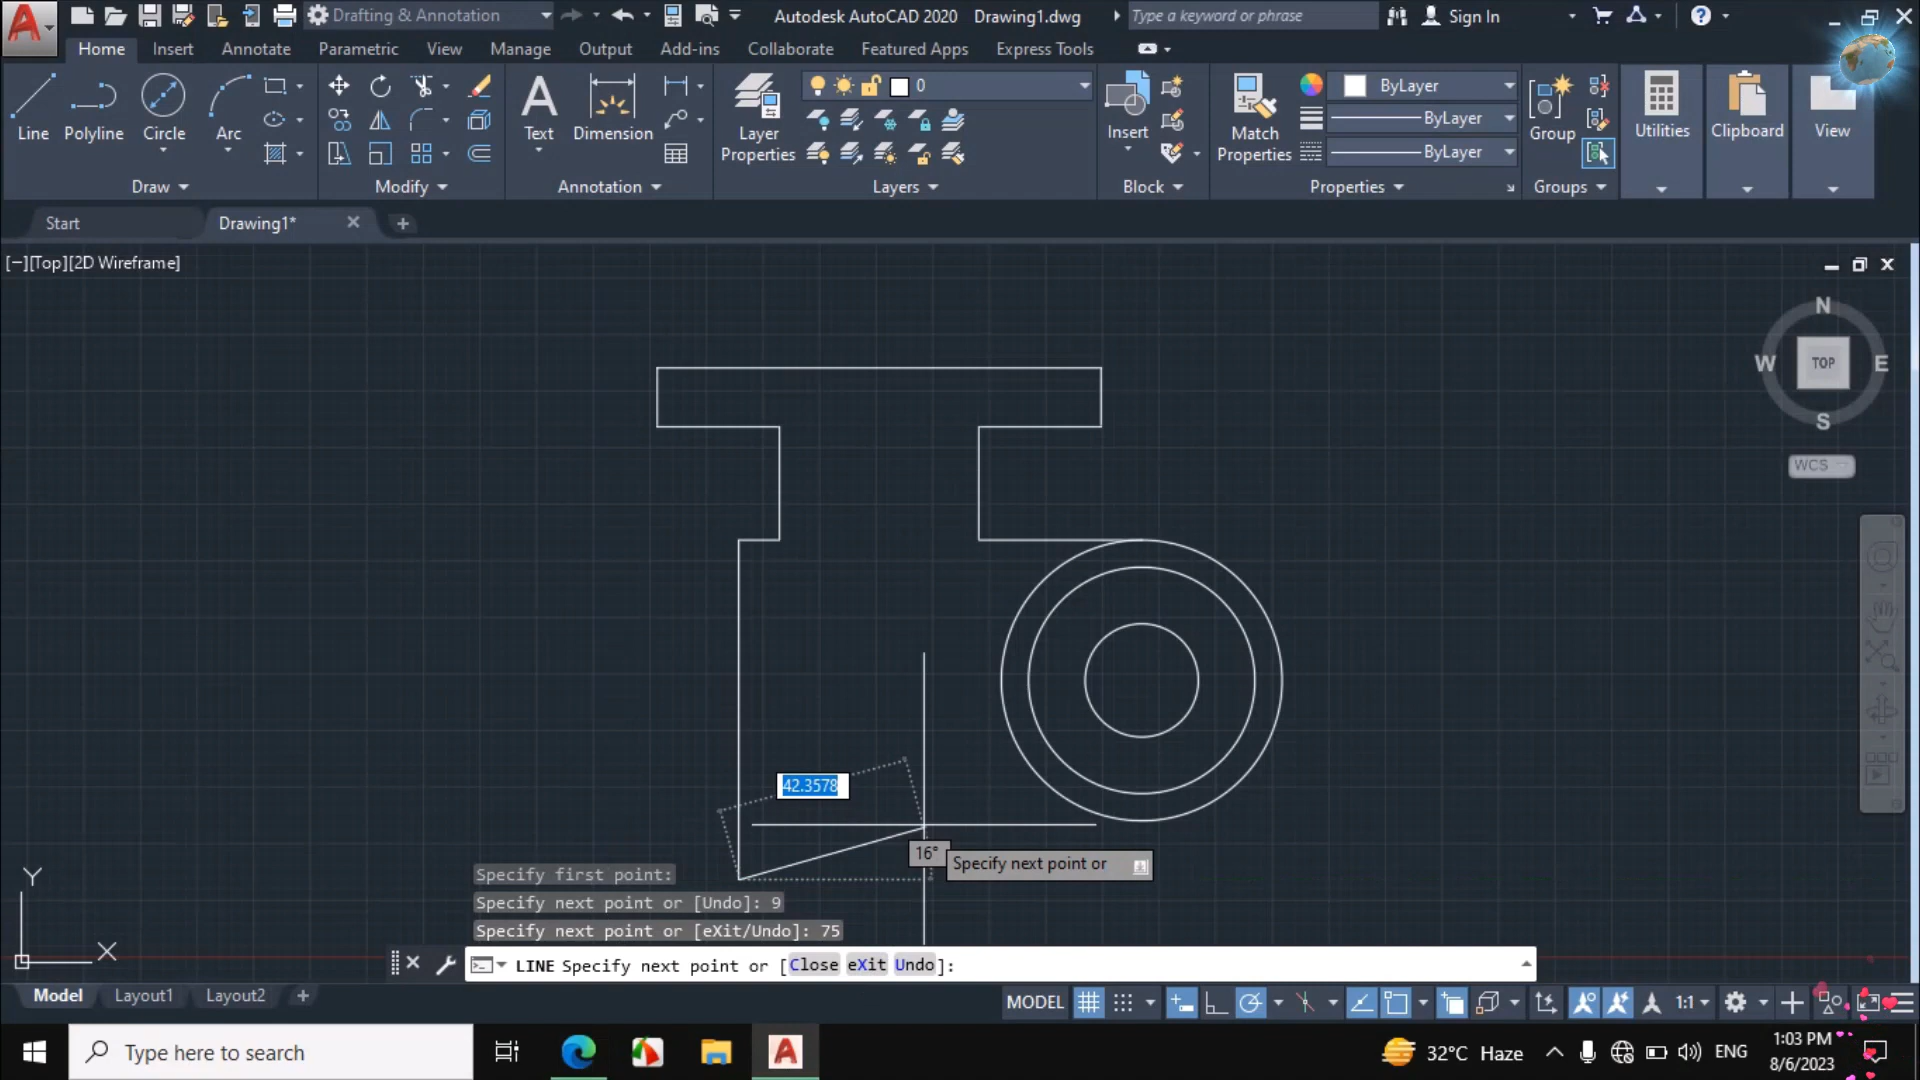 Drafting & Annotation
Autodesk AutoCAD 2020 Drawing1.dwg
Type a keyword or phrase
Sign In
Home Insert Annotate Parametric View Manage Output Add-ins Collaborate Featured Apps Express Tools
Line Polyline Circle Arc
Text Dimension
Layer Properties
0
Insert
Match Properties
ByLayer
ByLayer
ByLayer
Group
Utilities Clipboard View
Draw Modify Annotation Layers Block Properties Groups
Start Drawing1*
[−][Top][2D Wireframe]
N
W TOP E
S
WCS
42.3578
16° Specify next point or
Y
X
Specify first point:
Specify next point or [Undo]: 9
Specify next point or [eXit/Undo]: 75
LINE Specify next point or [Close eXit Undo]:
Model Layout1 Layout2
MODEL 1:1
Type here to search
32°C Haze ENG 1:03 PM
8/6/2023